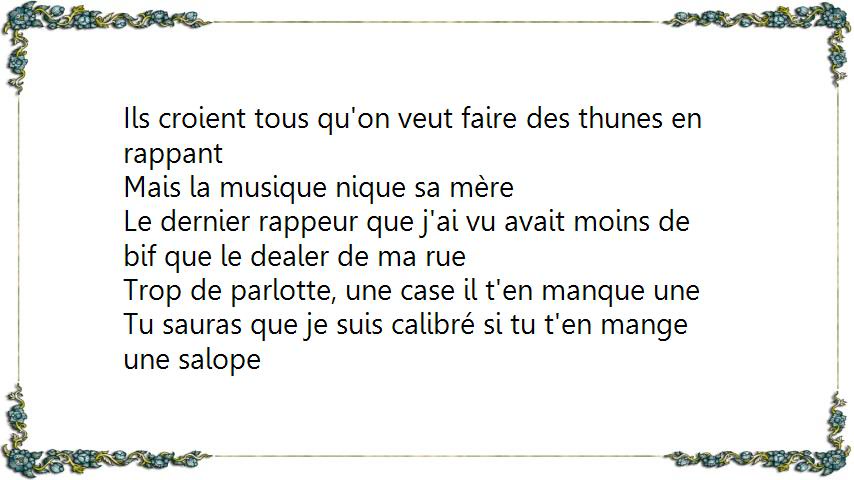 Ils croient tous qu'on veut faire des thunes en
rappant
Mais la musique nique sa mère
Le dernier rappeur que j'ai vu avait moins de
bif que le dealer de ma rue
Trop de parlotte, une case il t'en manque une
Tu sauras que je suis calibré si tu t'en mange
une salope